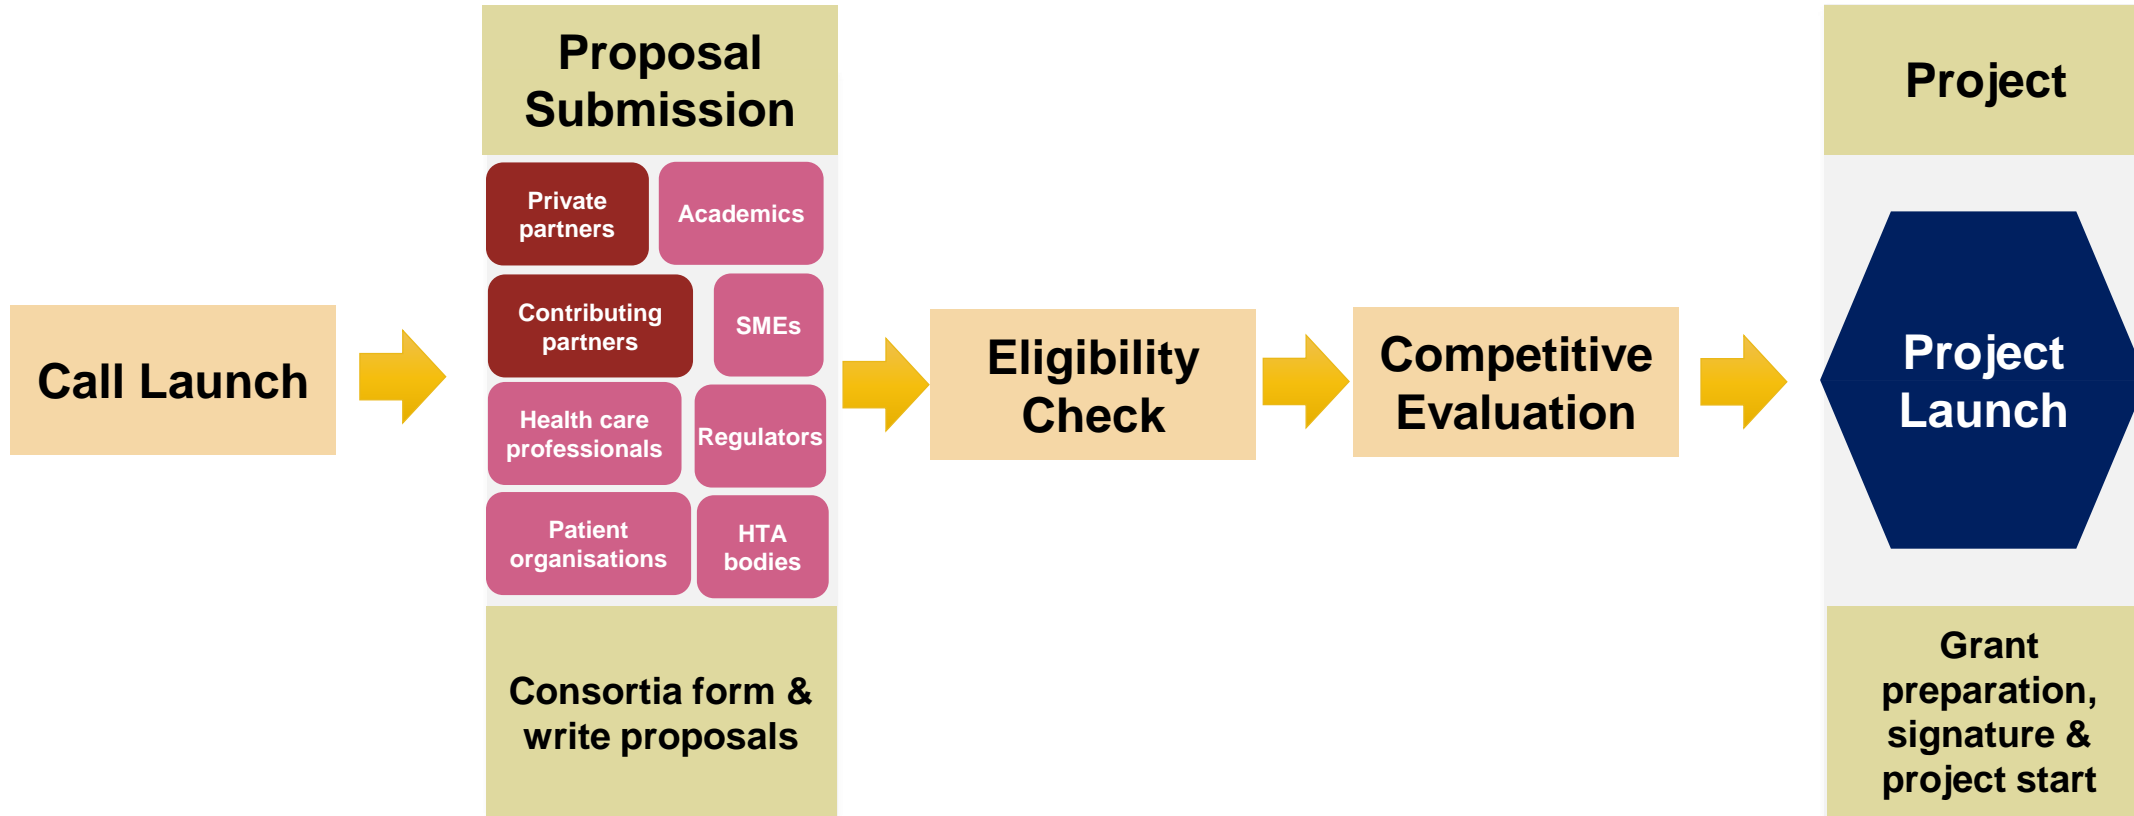 Call Launch
Proposal
Submission
Private
partners
Academics
Contributing
partners
SMEs
Health care
professionals
Regulators
Patient
organisations
HTA
bodies
Consortia form &
write proposals
Eligibility
Check
Competitive
Evaluation
Project
Project
Launch
Grant
preparation,
signature &
project start